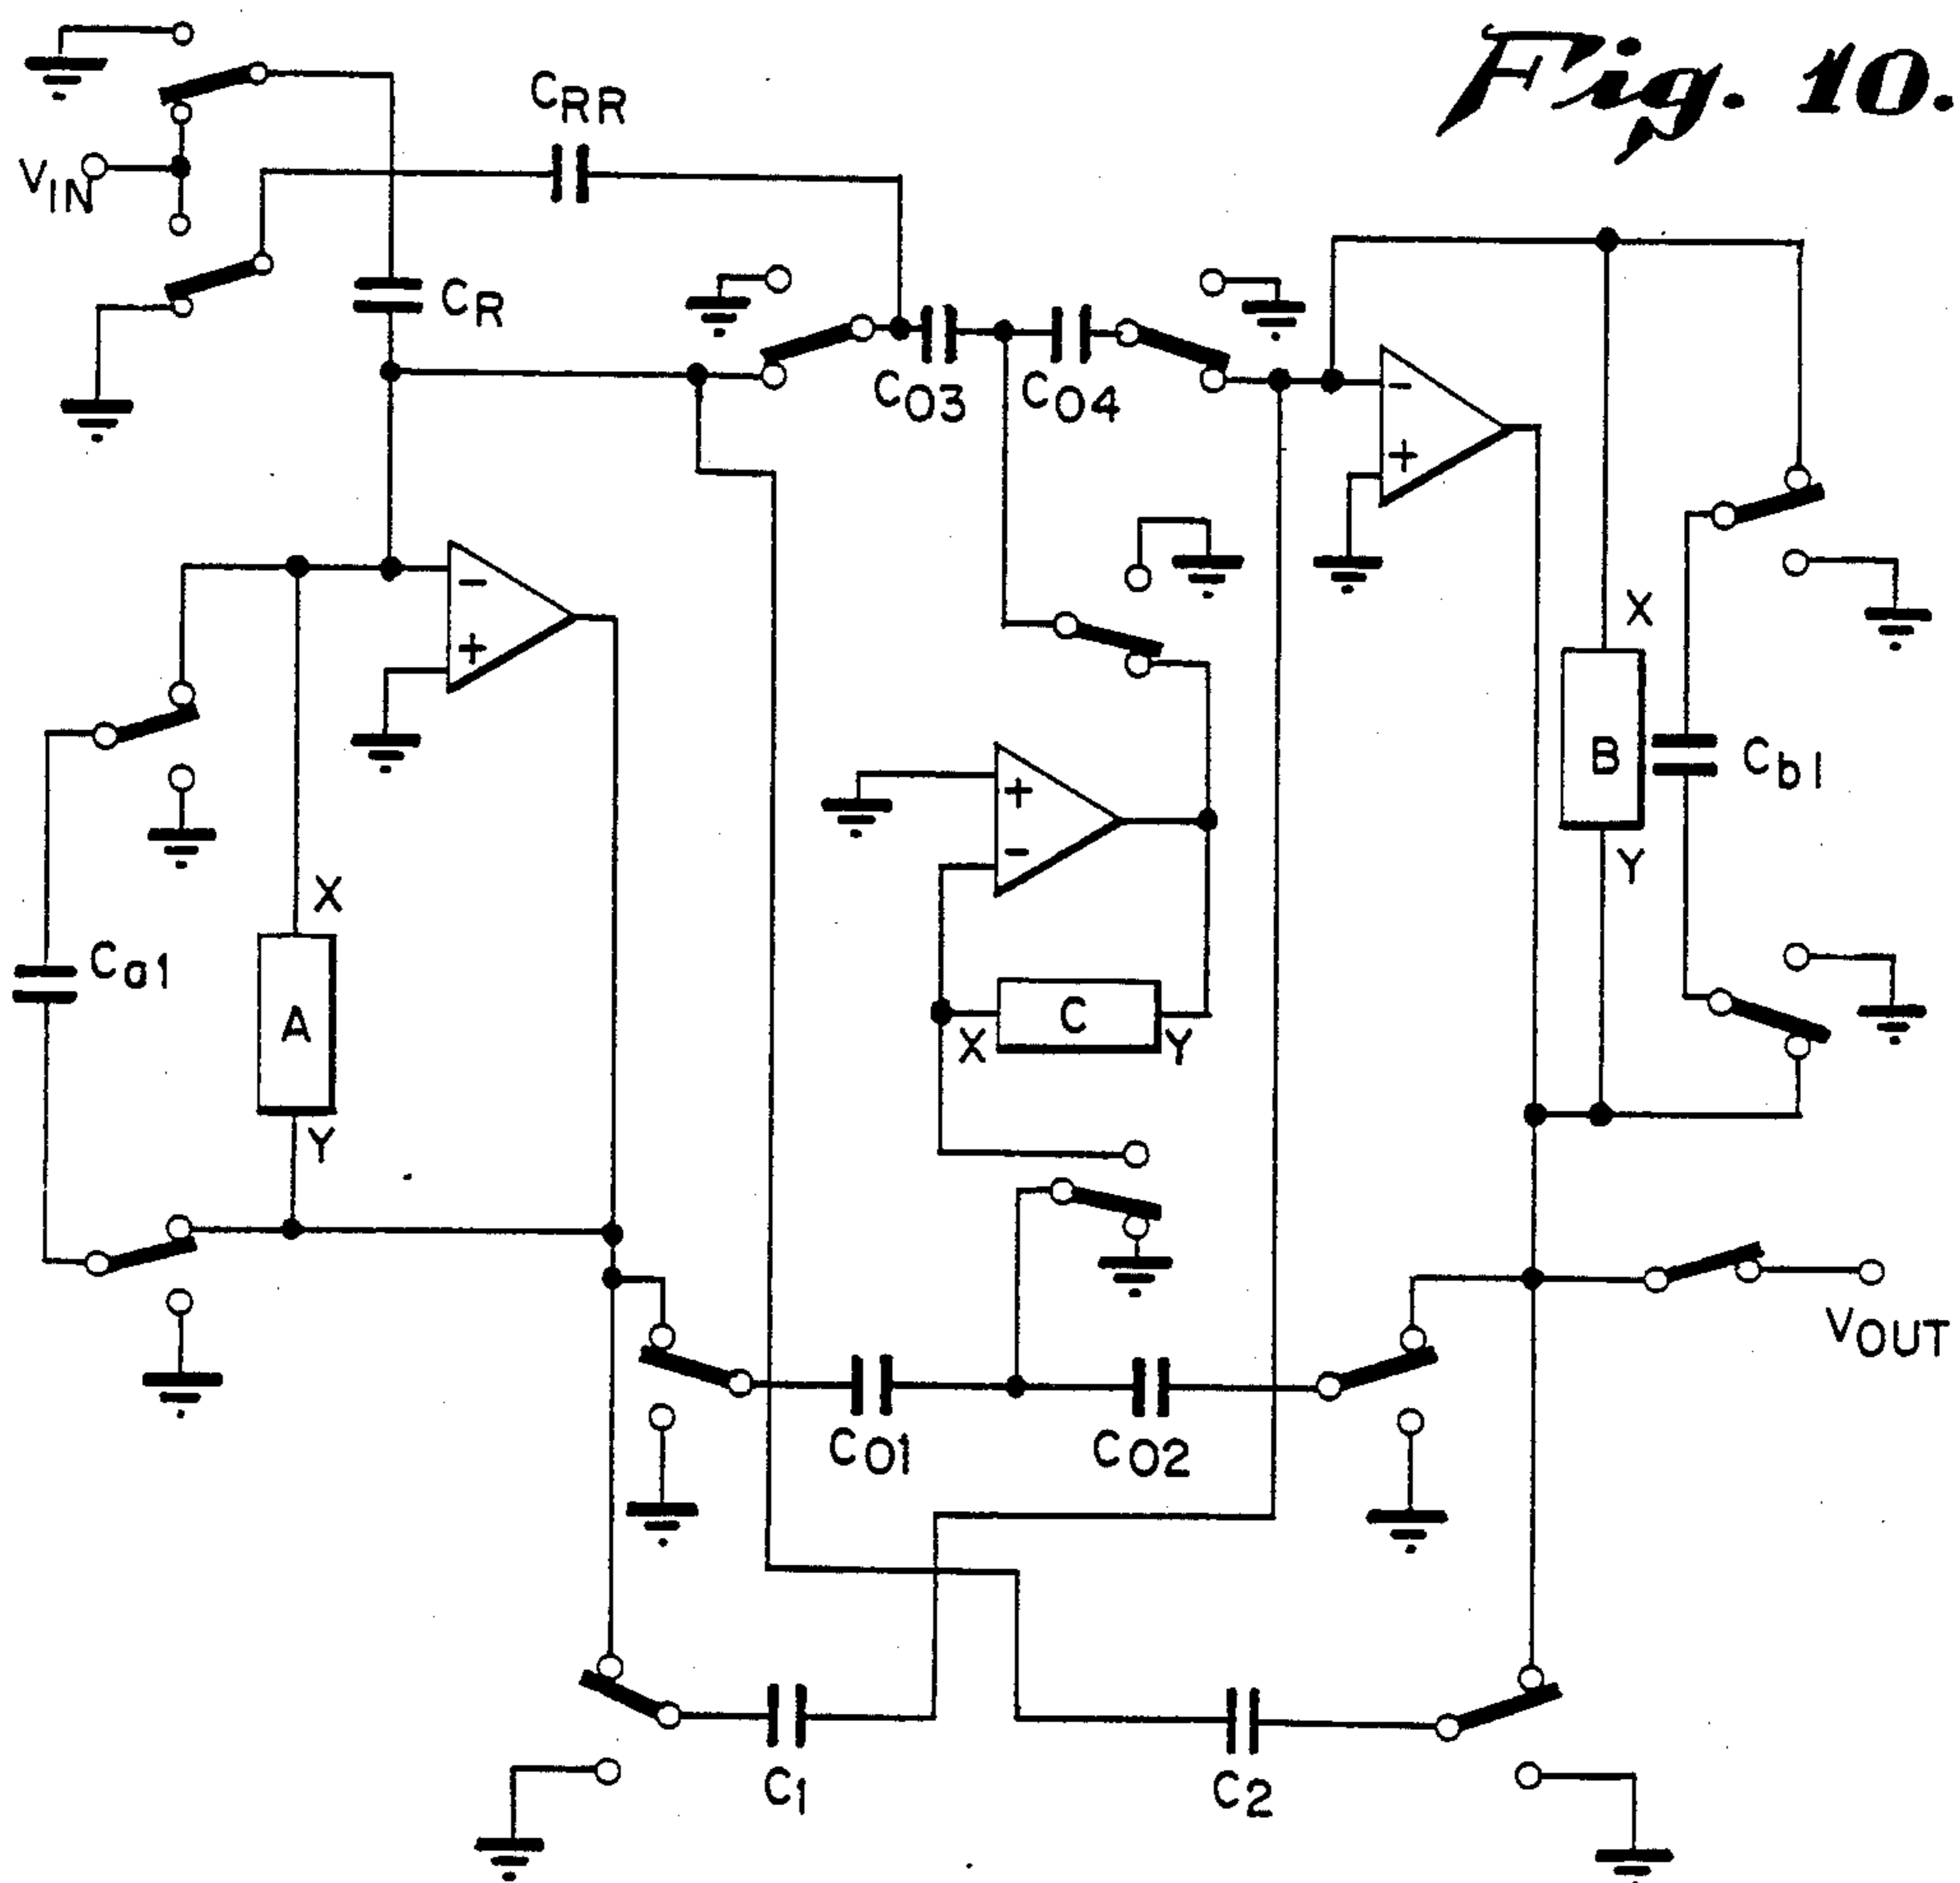 Fig. 10.
CRR
VIN
CR
CO3
CO4
−
+
−
+
X
B
Cb1
Y
+
−
X
Ca1
A
C
X
Y
Y
VOUT
CO1
CO2
C1
C2